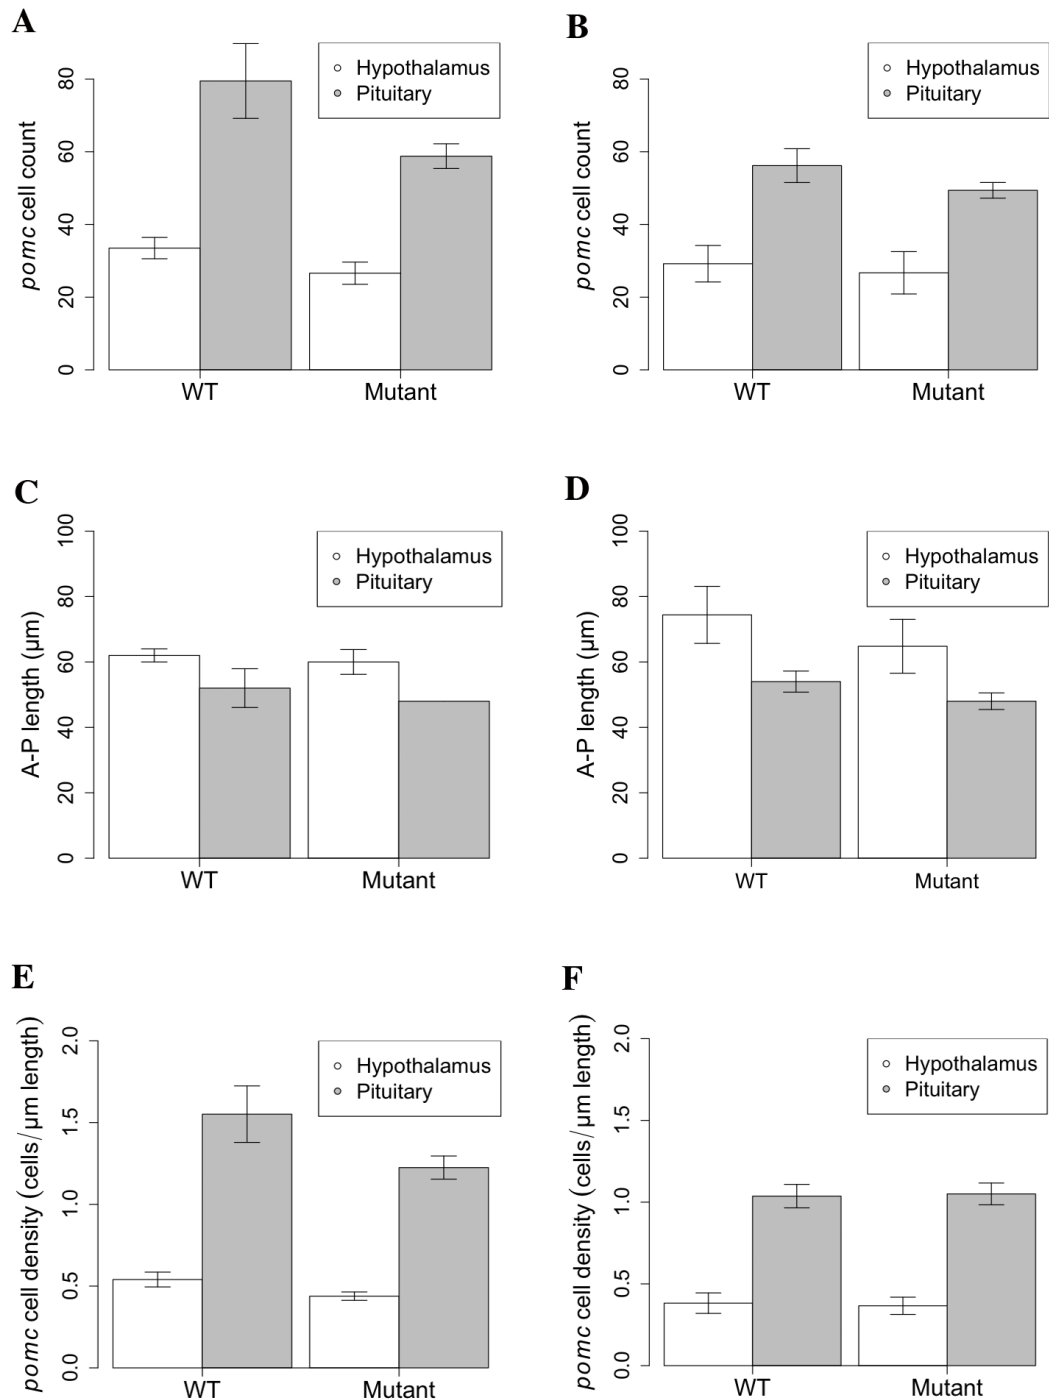 A
Hypothalamus
Pituitary
pomc cell count
80
60
40
20
0
WT
Mutant
B
Hypothalamus
Pituitary
pomc cell count
80
60
40
20
0
WT
Mutant
C
Hypothalamus
Pituitary
A-P length (μm)
100
80
60
40
20
0
WT
Mutant
D
Hypothalamus
Pituitary
A-P length (μm)
100
80
60
40
20
0
WT
Mutant
E
Hypothalamus
Pituitary
pomc cell density (cells/μm length)
2.0
1.5
1.0
0.5
0.0
WT
Mutant
F
Hypothalamus
Pituitary
pomc cell density (cells/μm length)
2.0
1.5
1.0
0.5
0.0
WT
Mutant